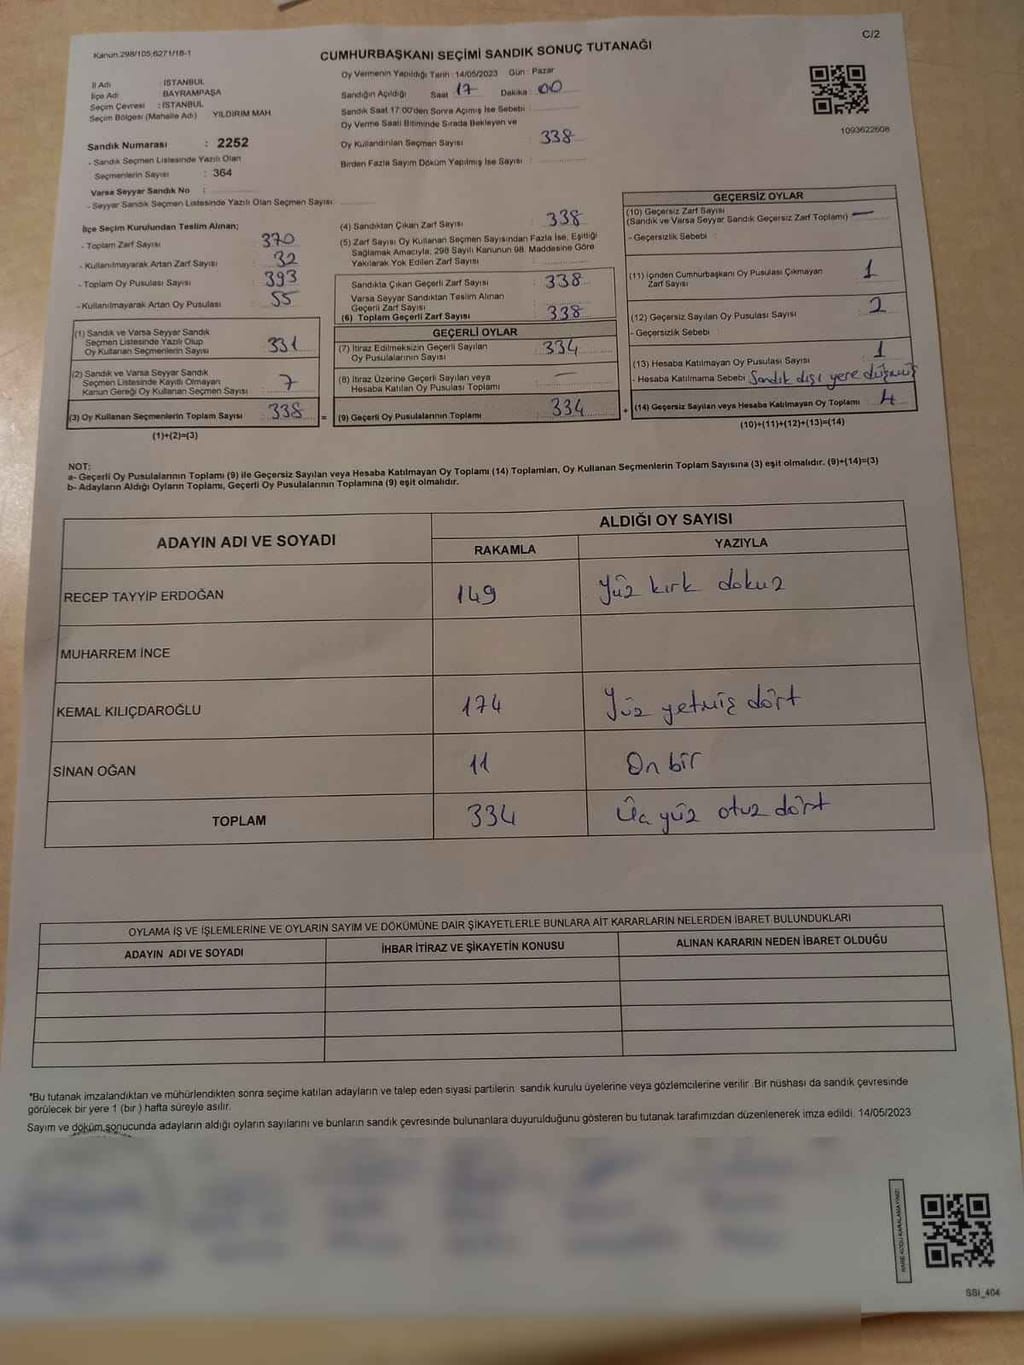 Kanun:298/105;6271/18-1
C/2
CUMHURBAŞKANI SEÇİMİ SANDIK SONUÇ TUTANAĞI
İl Adı : İSTANBUL
İlçe Adı BAYRAMPAŞA
Seçim Çevresi : İSTANBUL
Seçim Bölgesi (Mahalle Adı) YILDIRIM MAH
Oy Vermenin Yapıldığı Tarih : 14/05/2023 Gün : Pazar
Sandığın Açıldığı Saat 17 Dakika : 00
Sandık Saat 17:00'den Sonra Açılmış İse Sebebi :
Oy Verme Saati Bitiminde Sırada Bekleyen ve
Oy Kullandırılan Seçmen Sayısı : 338
Birden Fazla Sayım Döküm Yapılmış İse Sayısı :
1093622608
Sandık Numarası : 2252
- Sandık Seçmen Listesinde Yazılı Olan
Seçmenlerin Sayısı : 364
Varsa Seyyar Sandık No :
- Seyyar Sandık Seçmen Listesinde Yazılı Olan Seçmen Sayısı:
İlçe Seçim Kurulundan Teslim Alınan;
- Toplam Zarf Sayısı : 370
- Kullanılmayarak Artan Zarf Sayısı : 32
- Toplam Oy Pusulası Sayısı : 393
- Kullanılmayarak Artan Oy Pusulası : 55
(1) Sandık ve Varsa Seyyar Sandık
Seçmen Listesinde Yazılı Olup
Oy Kullanan Seçmenlerin Sayısı : 331
(2) Sandık ve Varsa Seyyar Sandık
Seçmen Listesinde Kayıtlı Olmayan
Kanun Gereği Oy Kullanan Seçmen Sayısı : 7
(3) Oy Kullanan Seçmenlerin Toplam Sayısı : 338 =
(1)+(2)=(3)
(4) Sandıktan Çıkan Zarf Sayısı : 338
(5) Zarf Sayısı Oy Kullanan Seçmen Sayısından Fazla İse, Eşitliği
Sağlamak Amacıyla; 298 Sayılı Kanunun 98. Maddesine Göre
Yakılarak Yok Edilen Zarf Sayısı :
Sandıkta Çıkan Geçerli Zarf Sayısı : 338
Varsa Seyyar Sandıktan Teslim Alınan
Geçerli Zarf Sayısı :
(6) Toplam Geçerli Zarf Sayısı : 338
GEÇERLİ OYLAR
(7) İtiraz Edilmeksizin Geçerli Sayılan
Oy Pusulalarının Sayısı : 334
(8) İtiraz Üzerine Geçerli Sayılan veya
Hesaba Katılan Oy Pusulası Toplamı : —
(9) Geçerli Oy Pusulalarının Toplamı : 334 +
GEÇERSİZ OYLAR
(10) Geçersiz Zarf Sayısı
(Sandık ve Varsa Seyyar Sandık Geçersiz Zarf Toplamı) —
- Geçersizlik Sebebi :
(11) İçinden Cumhurbaşkanı Oy Pusulası Çıkmayan
Zarf Sayısı : 1
(12) Geçersiz Sayılan Oy Pusulası Sayısı : 2
- Geçersizlik Sebebi :
(13) Hesaba Katılmayan Oy Pusulası Sayısı : 1
- Hesaba Katılmama Sebebi : Sandık dışı yere düşmüş
(14) Geçersiz Sayılan veya Hesaba Katılmayan Oy Toplamı : 4
(10)+(11)+(12)+(13)=(14)
NOT:
a- Geçerli Oy Pusulalarının Toplamı (9) ile Geçersiz Sayılan veya Hesaba Katılmayan Oy Toplamı (14) Toplamları, Oy Kullanan Seçmenlerin Toplam Sayısına (3) eşit olmalıdır. (9)+(14)=(3)
b- Adayların Aldığı Oyların Toplamı, Geçerli Oy Pusulalarının Toplamına (9) eşit olmalıdır.
ADAYIN ADI VE SOYADI
ALDIĞI OY SAYISI
RAKAMLA YAZIYLA
RECEP TAYYİP ERDOĞAN 149 Yüz kırk dokuz
MUHARREM İNCE
KEMAL KILIÇDAROĞLU 174 Yüz yetmiş dört
SİNAN OĞAN 11 On bir
TOPLAM 334 Üç yüz otuz dört
OYLAMA İŞ VE İŞLEMLERİNE VE OYLARIN SAYIM VE DÖKÜMÜNE DAİR ŞİKAYETLERLE BUNLARA AİT KARARLARIN NELERDEN İBARET BULUNDUKLARI
ADAYIN ADI VE SOYADI İHBAR İTİRAZ VE ŞİKAYETİN KONUSU ALINAN KARARIN NEDEN İBARET OLDUĞU
*Bu tutanak imzalandıktan ve mühürlendikten sonra seçime katılan adayların ve talep eden siyasi partilerin sandık kurulu üyelerine veya gözlemcilerine verilir. Bir nüshası da sandık çevresinde
görülecek bir yere 1 (bir) hafta süreyle asılır.
Sayım ve döküm sonucunda adayların aldığı oyların sayılarını ve bunların sandık çevresinde bulunanlara duyurulduğunu gösteren bu tutanak tarafımızdan düzenlenerek imza edildi. 14/05/2023
KARE KODU KARALAMAYINIZ!
SSI_404